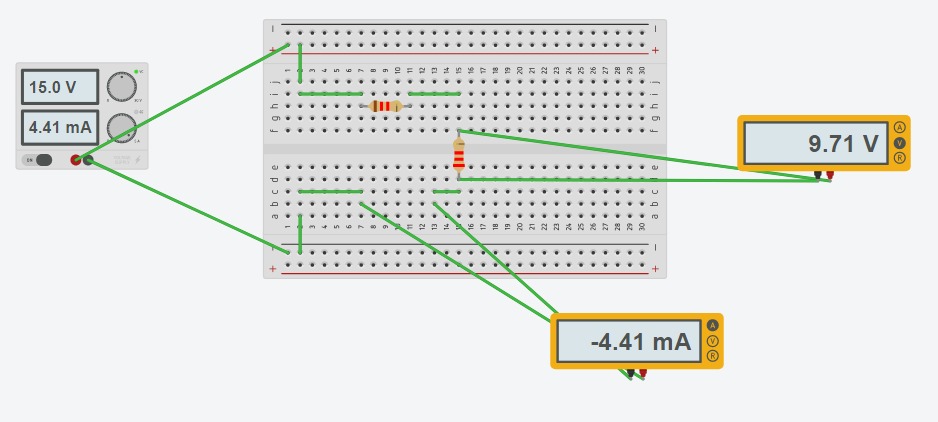 15.0 V
4.41 mA
− −
+ +
1 2 3 4 5 6 7 8 9 10 11 12 13 14 15 16 17 18 19 20 21 22 23 24 25 26 27 28 29 30
j j
i i
h h
g g
f f
9.71 V
A
V
R
e e
d d
c c
b b
a a
1 2 3 4 5 6 7 8 9 10 11 12 13 14 15 16 17 18 19 20 21 22 23 24 25 26 27 28 29 30
− −
+ +
-4.41 mA
A
V
R